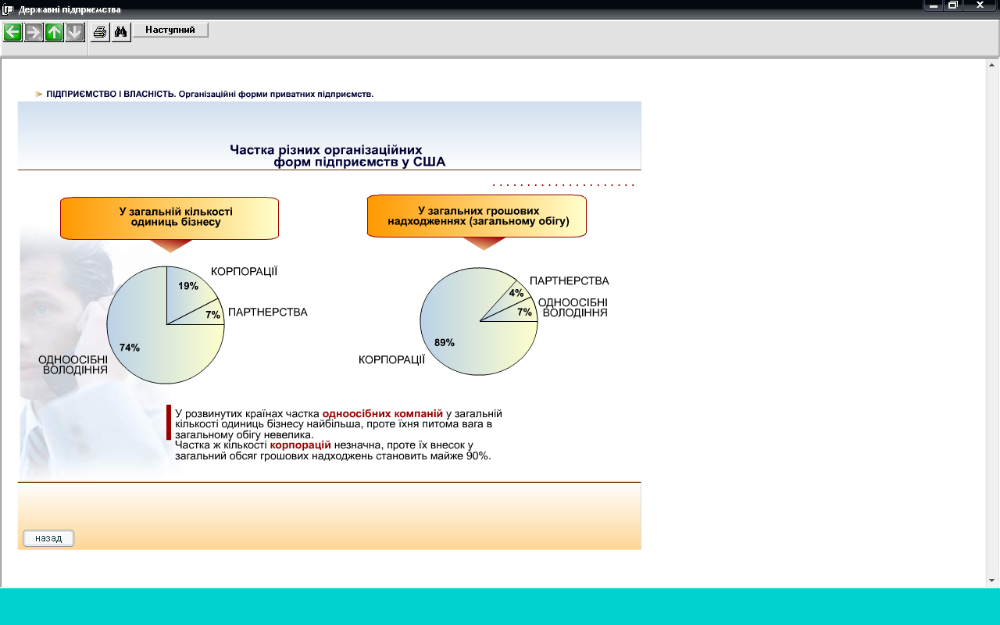 Державні підприємства
Наступний
ПІДПРИЄМСТВО І ВЛАСНІСТЬ. Організаційні форми приватних підприємств.
Частка різних організаційних
форм підприємств у США
У загальній кількості
одиниць бізнесу
КОРПОРАЦІЇ
19%
ПАРТНЕРСТВА
7%
74%
ОДНООСІБНІ
ВОЛОДІННЯ
У загальних грошових
надходженнях (загальному обігу)
ПАРТНЕРСТВА
4%
ОДНООСІБНІ
ВОЛОДІННЯ
7%
89%
КОРПОРАЦІЇ
У розвинутих країнах частка одноосібних компаній у загальній
кількості одиниць бізнесу найбільша, проте їхня питома вага в
загальному обігу невелика.
Частка ж кількості корпорацій незначна, проте їх внесок у
загальний обсяг грошових надходжень становить майже 90%.
назад